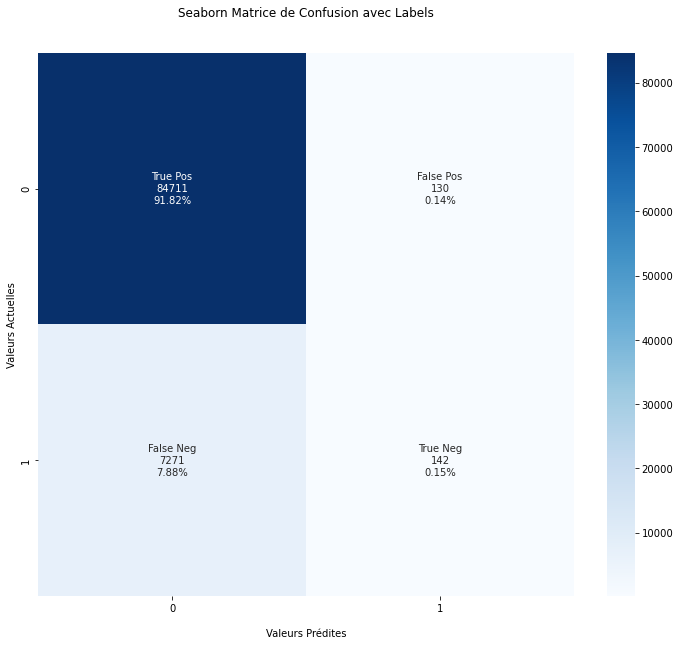 Seaborn Matrice de Confusion avec Labels
True Pos
84711
91.82%
False Pos
130
0.14%
False Neg
7271
7.88%
True Neg
142
0.15%
0
1
Valeurs Actuelles
0
1
Valeurs Prédites
80000
70000
60000
50000
40000
30000
20000
10000